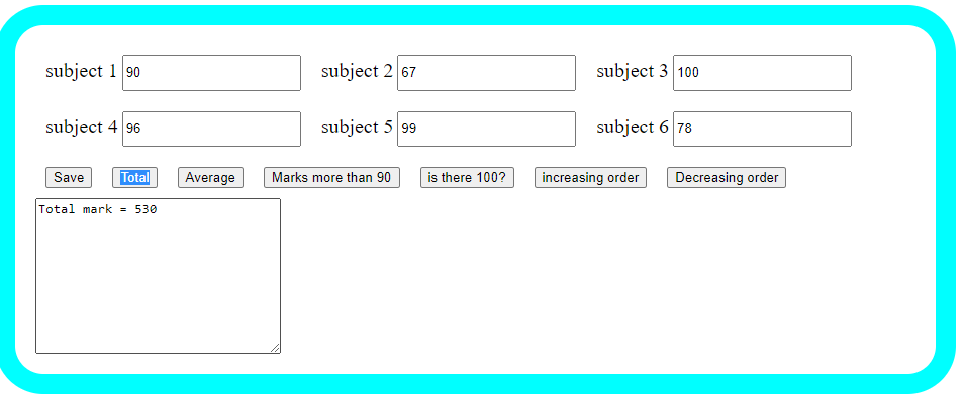 subject 1 90 subject 2 67 subject 3 100
subject 4 96 subject 5 99 subject 6 78
Save Total Average Marks more than 90 is there 100? increasing order Decreasing order
Total mark = 530